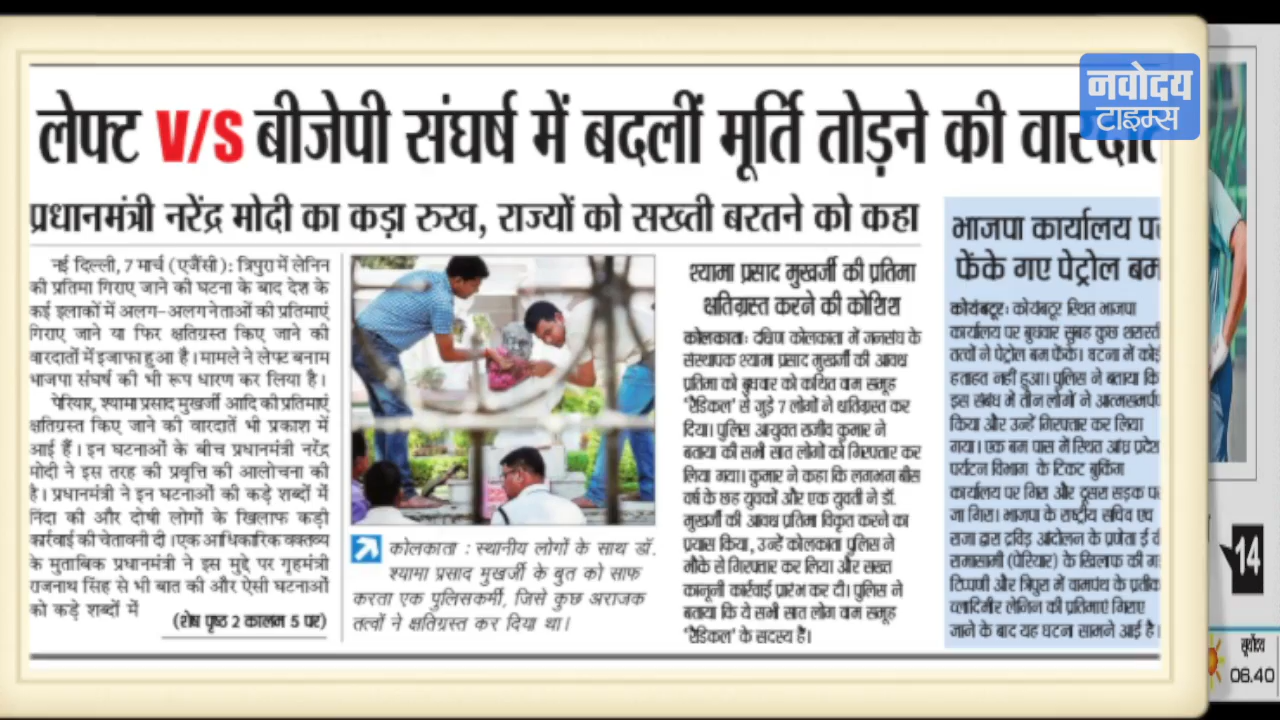 नवोदय
टाइम्स
लेफ्ट V/S बीजेपी संघर्ष में बदलीं मूर्ति तोड़ने की
प्रधानमंत्री नरेंद्र मोदी का कड़ा रुख, राज्यों को सख्ती बरतने को कहा
नई दिल्ली, 7 मार्च (एजैंसी): त्रिपुरा में लेनिन
की प्रतिमा गिराए जाने की घटना के बाद देश के
कई इलाकों में अलग-अलग नेताओं की प्रतिमाएं
गिराए जाने या फिर क्षतिग्रस्त किए जाने की
वारदातों में इजाफा हुआ है। मामले ने लेफ्ट बनाम
भाजपा संघर्ष की भी रूप धारण कर लिया है।
पेरियार, श्यामा प्रसाद मुखर्जी आदि की प्रतिमाएं
क्षतिग्रस्त किए जाने की वारदातें भी प्रकाश में
आई हैं। इन घटनाओं के बीच प्रधानमंत्री नरेंद्र
मोदी ने इस तरह की प्रवृत्ति की आलोचना की
है। प्रधानमंत्री ने इन घटनाओं की कड़े शब्दों में
निंदा की और दोषी लोगों के खिलाफ कड़ी
कार्रवाई की चेतावनी दी। एक आधिकारिक वक्तव्य
के मुताबिक प्रधानमंत्री ने इस मुद्दे पर गृहमंत्री
राजनाथ सिंह से भी बात की और ऐसी घटनाओं
को कड़े शब्दों में
(शेष पृष्ठ 2 कालम 5 पर)
कोलकाता : स्थानीय लोगों के साथ डॉ.
श्यामा प्रसाद मुखर्जी के बुत को साफ
करता एक पुलिसकर्मी, जिसे कुछ अराजक
तत्वों ने क्षतिग्रस्त कर दिया था।
श्यामा प्रसाद मुखर्जी की प्रतिमा
क्षतिग्रस्त करने की कोशिश
कोलकाता: दक्षिण कोलकाता में जनसंघ के
संस्थापक श्यामा प्रसाद मुखर्जी की आवक्ष
प्रतिमा को बुधवार को कथित वाम समूह
'रैडिकल' से जुड़े 7 लोगों ने क्षतिग्रस्त कर
दिया। पुलिस आयुक्त राजीव कुमार ने
बताया की सभी सात लोगों को गिरफ्तार कर
लिया गया। कुमार ने कहा कि लगभग बीस
वर्ष के छह युवकों और एक युवती ने डॉ.
मुखर्जी की आवक्ष प्रतिमा विकृत करने का
प्रयास किया, उन्हें कोलकाता पुलिस ने
मौके से गिरफ्तार कर लिया और सख्त
कानूनी कार्रवाई प्रारंभ कर दी। पुलिस ने
बताया कि ये सभी सात लोग वाम समूह
'रैडिकल' के सदस्य हैं।
भाजपा कार्यालय
फेंके गए पेट्रोल बम
कोयंबटूर: कोयंबटूर स्थित भाजपा
कार्यालय पर बुधवार सुबह कुछ शरारती
तत्वों ने पेट्रोल बम फेंके। घटना में कोई
हताहत नहीं हुआ। पुलिस ने बताया कि
इस संबंध में तीन लोगों ने
किया और उन्हें गिरफ्तार कर लिया
गया। एक बम पास में स्थित आंध्र
पर्यटन विभाग के टिकट बुकिंग
कार्यालय पर गिरा और दूसरा सड़क
जा गिरा। भाजपा के राष्ट्रीय सचिव एच
राजा द्वारा द्रविड़ आंदोलन के प्रणेता ई
रामासामी (पेरियार) के खिलाफ की
टिप्पणी और त्रिपुरा में वामपंथ के
व्लादिमीर लेनिन की प्रतिमाएं गिराए
जाने के बाद यह घटना सामने आई है।
14
सूर्योदय
06.40